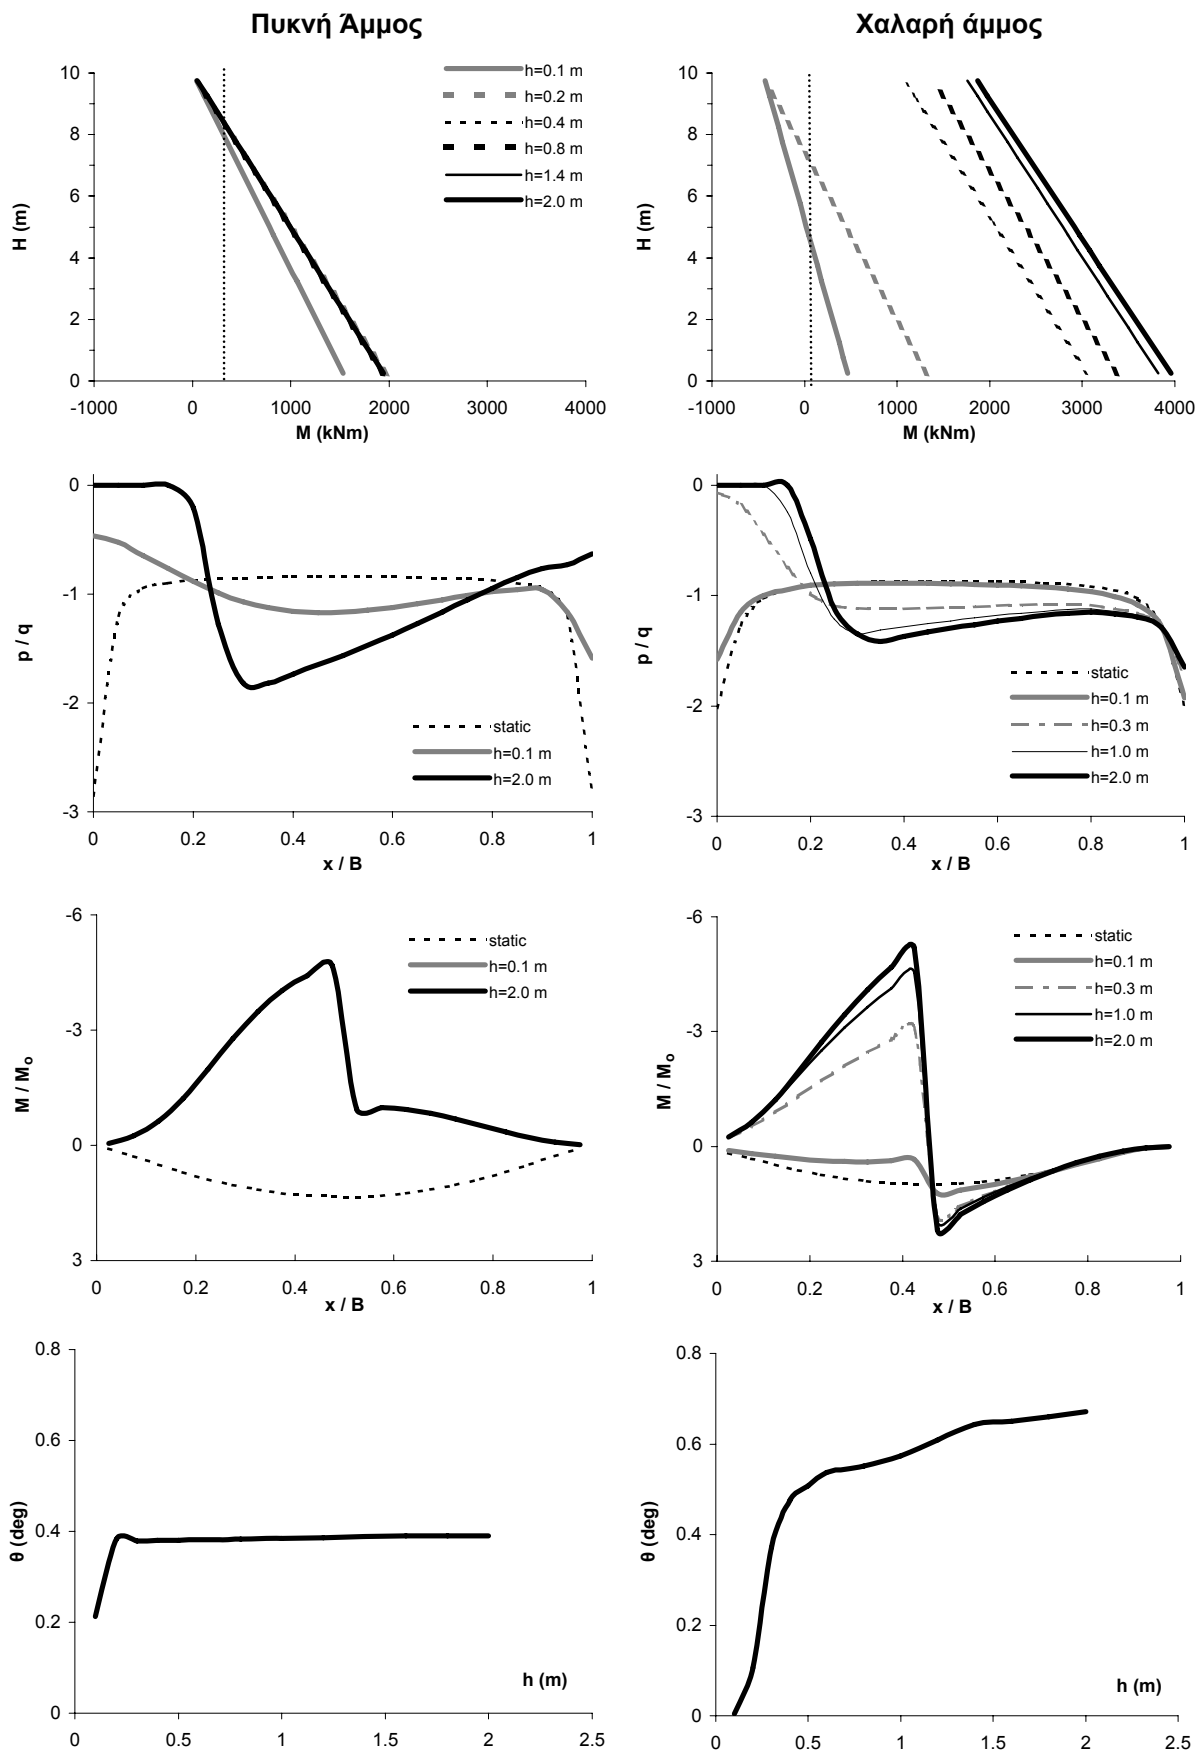 Πυκνή Άμμος
Χαλαρή άμμος
10
8
6
4
2
0
H (m)
-1000 0 1000 2000 3000 4000
M (kNm)
h=0.1 m
h=0.2 m
h=0.4 m
h=0.8 m
h=1.4 m
h=2.0 m
10
8
6
4
2
0
H (m)
-1000 0 1000 2000 3000 4000
M (kNm)
0
-1
-2
-3
p / q
0 0.2 0.4 0.6 0.8 1
x / B
static
h=0.1 m
h=2.0 m
0
-1
-2
-3
p / q
0 0.2 0.4 0.6 0.8 1
x / B
static
h=0.1 m
h=0.3 m
h=1.0 m
h=2.0 m
-6
-3
0
3
M / Mo
0 0.2 0.4 0.6 0.8 1
x / B
static
h=0.1 m
h=2.0 m
-6
-3
0
3
M / Mo
0 0.2 0.4 0.6 0.8 1
x / B
static
h=0.1 m
h=0.3 m
h=1.0 m
h=2.0 m
0.8
0.6
0.4
0.2
0
θ (deg)
h (m)
0 0.5 1 1.5 2 2.5
0.8
0.6
0.4
0.2
0
θ (deg)
h (m)
0 0.5 1 1.5 2 2.5